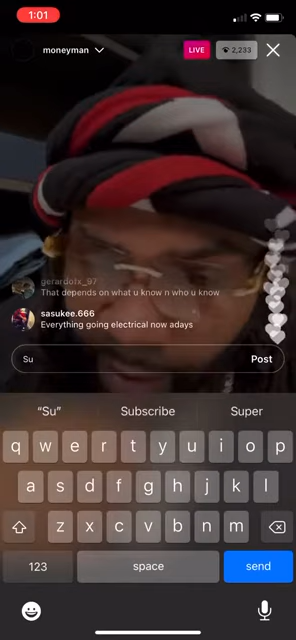 1:01
moneyman
LIVE
2,233
gerardolx_97
That depends on what u know n who u know
sasukee.666
Everything going electrical now adays
Su
Post
“Su”
Subscribe
Super
q w e r t y u i o p
a s d f g h j k l
z x c v b n m
123
space
send